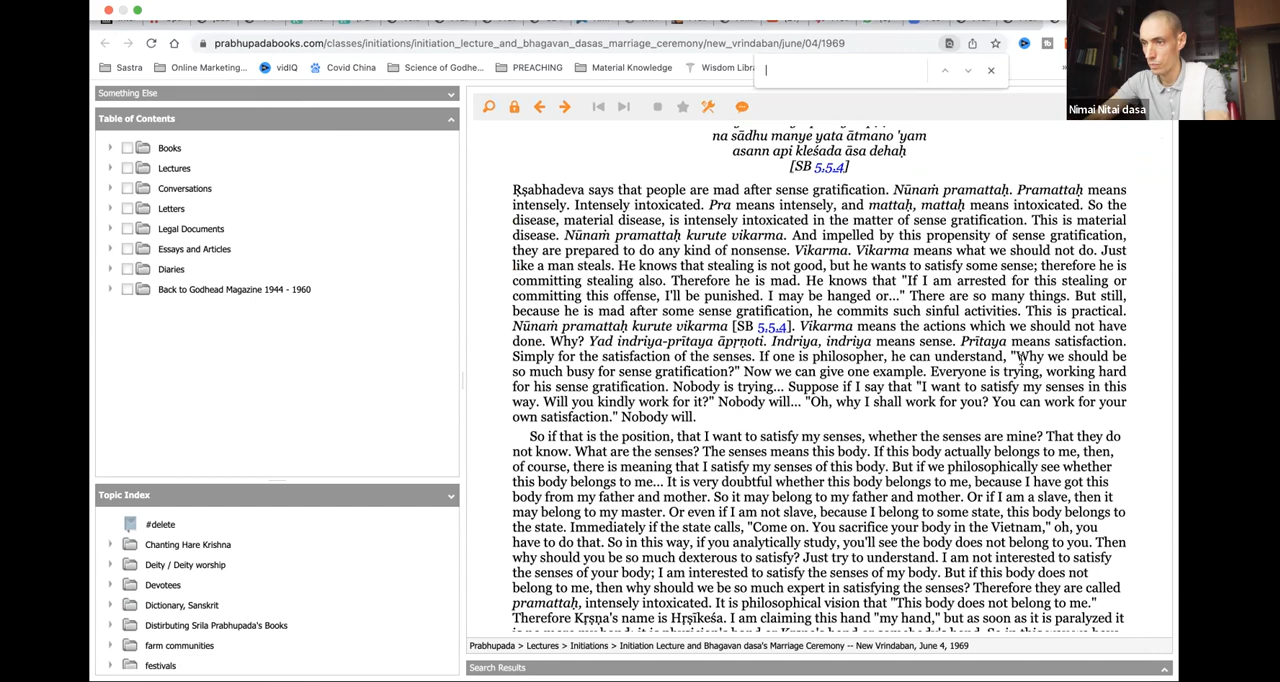 prabhupadabooks.com/classes/initiations/initiation_lecture_and_bhagavan_dasas_marriage_ceremony/new_vrindaban/june/04/1969
Sastra Online Marketing... vidIQ Covid China Science of Godhe... PREACHING Material Knowledge Wisdom Libra
Nimai Nitai dasa
Something Else
Table of Contents
Books
Lectures
Conversations
Letters
Legal Documents
Essays and Articles
Diaries
Back to Godhead Magazine 1944 - 1960
Topic Index
#delete
Chanting Hare Krishna
Deity / Deity worship
Devotees
Dictionary, Sanskrit
Distributing Srila Prabhupada's Books
farm communities
festivals
na sādhu manye yata ātmano 'yam
asann api kleśada āsa dehaḥ
[SB 5.5.4]
Ṛṣabhadeva says that people are mad after sense gratification. Nūnaṁ pramattaḥ. Pramattaḥ means
intensely. Intensely intoxicated. Pra means intensely, and mattaḥ, mattaḥ means intoxicated. So the
disease, material disease, is intensely intoxicated in the matter of sense gratification. This is material
disease. Nūnaṁ pramattaḥ kurute vikarma. And impelled by this propensity of sense gratification,
they are prepared to do any kind of nonsense. Vikarma. Vikarma means what we should not do. Just
like a man steals. He knows that stealing is not good, but he wants to satisfy some sense; therefore he is
committing stealing also. Therefore he is mad. He knows that "If I am arrested for this stealing or
committing this offense, I'll be punished. I may be hanged or..." There are so many things. But still,
because he is mad after some sense gratification, he commits such sinful activities. This is practical.
Nūnaṁ pramattaḥ kurute vikarma [SB 5.5.4]. Vikarma means the actions which we should not have
done. Why? Yad indriya-prītaya āpṛṇoti. Indriya, indriya means sense. Prītaya means satisfaction.
Simply for the satisfaction of the senses. If one is philosopher, he can understand, "Why we should be
so much busy for sense gratification?" Now we can give one example. Everyone is trying, working hard
for his sense gratification. Nobody is trying... Suppose if I say that "I want to satisfy my senses in this
way. Will you kindly work for it?" Nobody will... "Oh, why I shall work for you? You can work for your
own satisfaction." Nobody will.
So if that is the position, that I want to satisfy my senses, whether the senses are mine? That they do
not know. What are the senses? The senses means this body. If this body actually belongs to me, then,
of course, there is meaning that I satisfy my senses of this body. But if we philosophically see whether
this body belongs to me... It is very doubtful whether this body belongs to me, because I have got this
body from my father and mother. So it may belong to my father and mother. Or if I am a slave, then it
may belong to my master. Or even if I am not slave, because I belong to some state, this body belongs to
the state. Immediately if the state calls, "Come on. You sacrifice your body in the Vietnam," oh, you
have to do that. So in this way, if you analytically study, you'll see the body does not belong to you. Then
why should you be so much dexterous to satisfy? Just try to understand. I am not interested to satisfy
the senses of your body; I am interested to satisfy the senses of my body. But if this body does not
belong to me, then why should we be so much expert in satisfying the senses? Therefore they are called
pramattaḥ, intensely intoxicated. It is philosophical vision that "This body does not belong to me."
Therefore Kṛṣṇa's name is Hṛṣīkeśa. I am claiming this hand "my hand," but as soon as it is paralyzed it
Prabhupada > Lectures > Initiations > Initiation Lecture and Bhagavan dasa's Marriage Ceremony -- New Vrindaban, June 4, 1969
Search Results